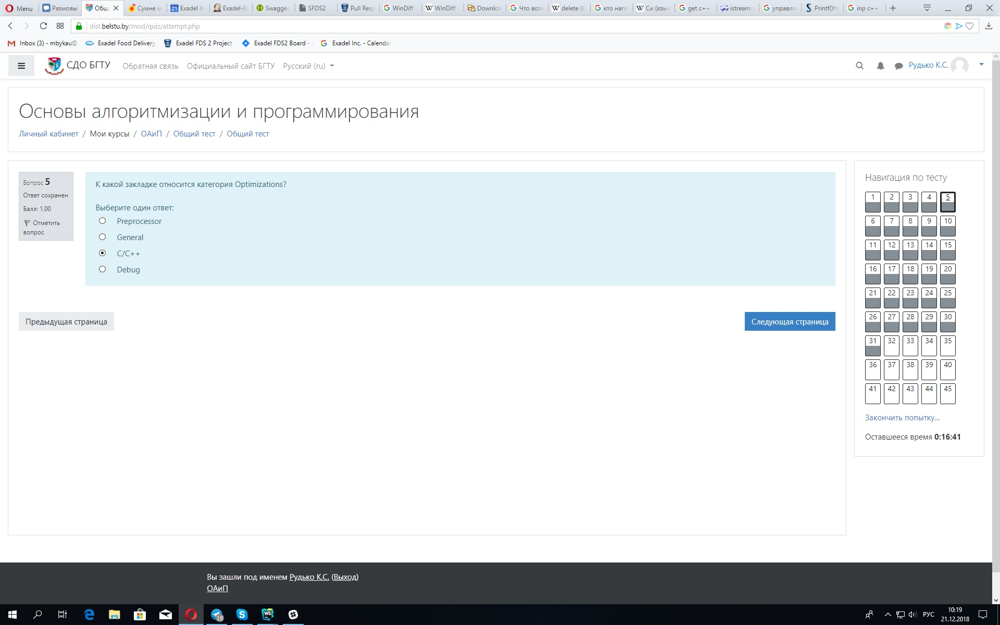 Menu
Размовы
Общ
Сумне м
Exadel In
Exadel-El
Swagger
SFDS2
Pull Requ
WinDiff -
WinDiff -
Downloa
Что возв
delete (C
кто напи
Си (язык
get c++
istream::
управля
Printf(Уп
inp c++
dist.belstu.by/mod/quiz/attempt.php
Inbox (3) - mbykau@
Exadel Food Delivery
Exadel FDS 2 Project
Exadel FDS2 Board -
Exadel Inc. - Calenda
СДО БГТУ
Обратная связь
Официальный сайт БГТУ
Русский (ru)
Рудько К.С.
Основы алгоритмизации и программирования
Личный кабинет / Мои курсы / ОАиП / Общий тест / Общий тест
Вопрос 5
Ответ сохранен
Балл: 1,00
Отметить
вопрос
К какой закладке относится категория Optimizations?
Выберите один ответ:
Preprocessor
General
C/C++
Debug
Предыдущая страница
Следующая страница
Навигация по тесту
1 2 3 4 5
6 7 8 9 10
11 12 13 14 15
16 17 18 19 20
21 22 23 24 25
26 27 28 29 30
31 32 33 34 35
36 37 38 39 40
41 42 43 44 45
Закончить попытку...
Оставшееся время 0:16:41
Вы зашли под именем Рудько К.С. (Выход)
ОАиП
18
WS
РУС
10:19
21.12.2018